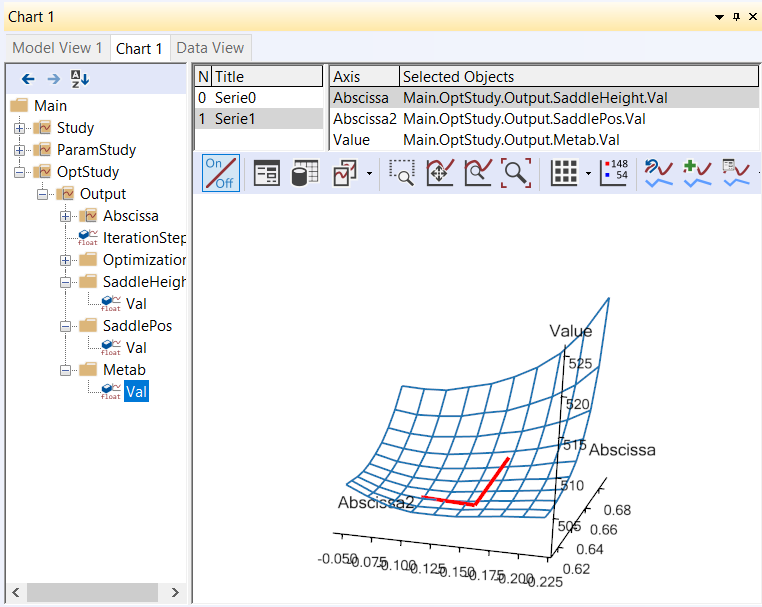 Chart 1
Model View 1 Chart 1 Data View
N Title
0 Serie0
1 Serie1
Axis Selected Objects
Abscissa Main.OptStudy.Output.SaddleHeight.Val
Abscissa2 Main.OptStudy.Output.SaddlePos.Val
Value Main.OptStudy.Output.Metab.Val
A
Z
On
Off
148
54
Main
Study
ParamStudy
OptStudy
Output
Abscissa
float IterationStep
Optimization
SaddleHeigh
float Val
SaddlePos
float Val
Metab
float Val
Value
525
520
515
Abscissa
510
Abscissa2
505
0.68
0.66
0.64
0.62
-0.050
-0.075
-0.100
-0.125
-0.150
-0.175
-0.200
-0.225